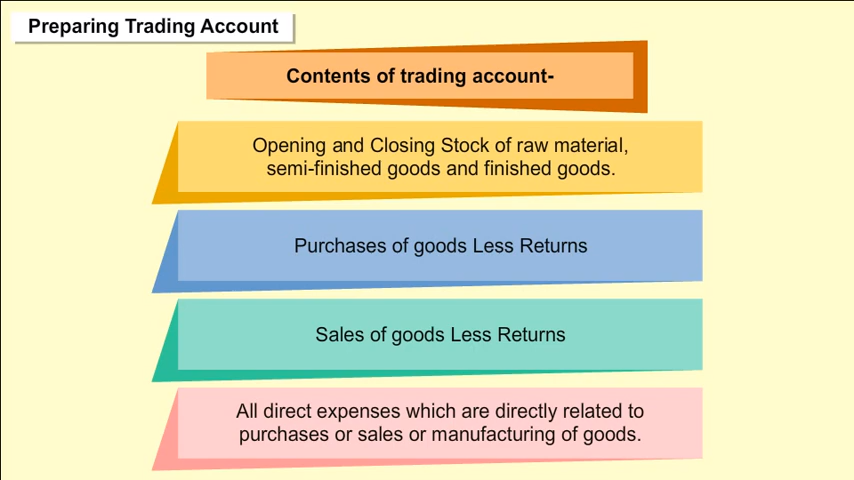 Preparing Trading Account
Contents of trading account-
Opening and Closing Stock of raw material,
semi-finished goods and finished goods.
Purchases of goods Less Returns
Sales of goods Less Returns
All direct expenses which are directly related to
purchases or sales or manufacturing of goods.